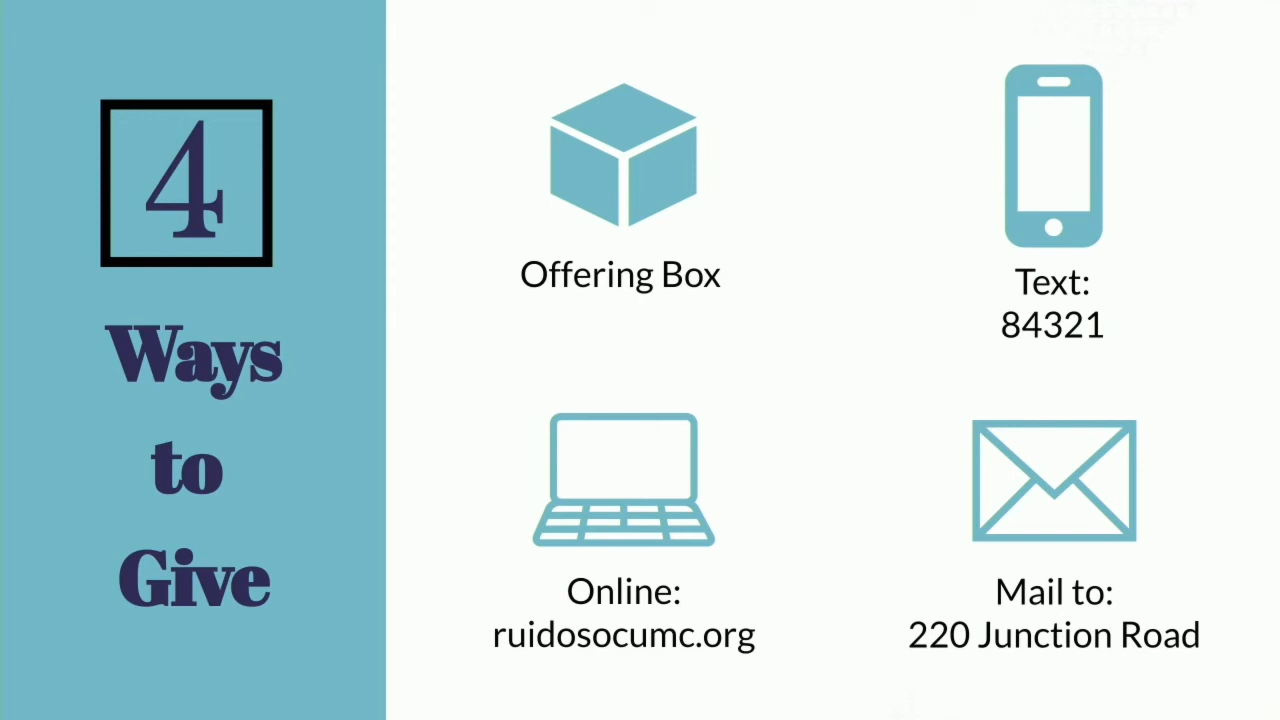 4
Ways
to
Give
Offering Box
Text:
84321
Online:
ruidosocumc.org
Mail to:
220 Junction Road